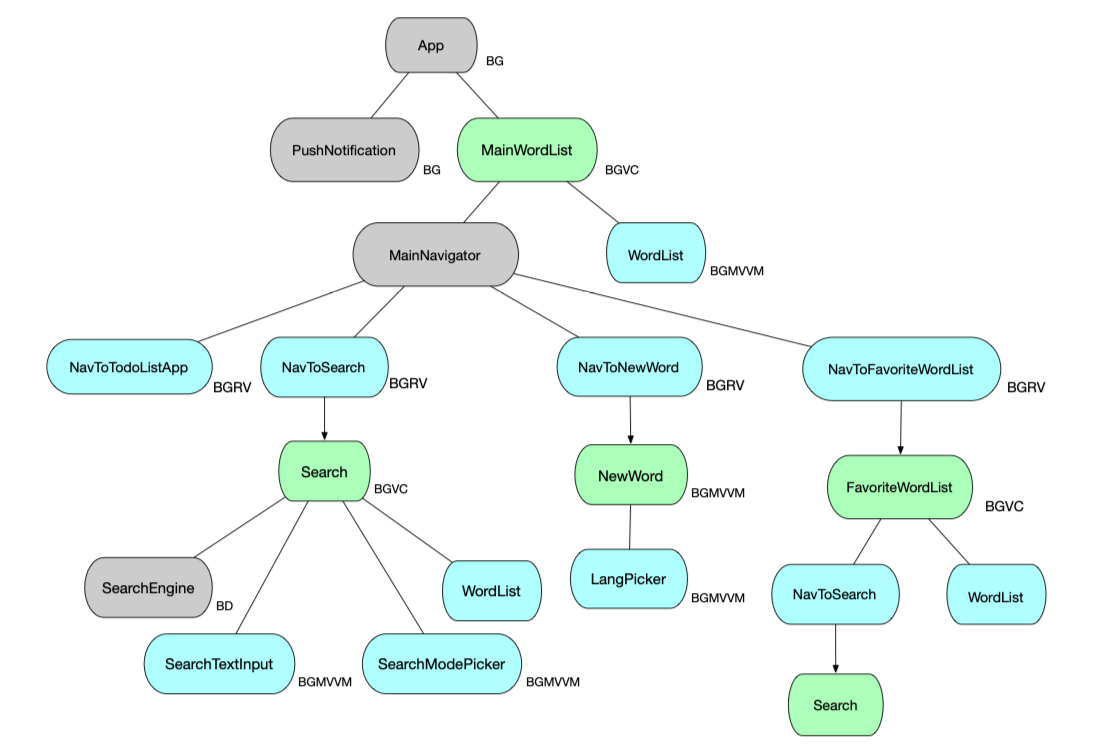 App
BG
PushNotification
BG
MainWordList
BGVC
MainNavigator
WordList
BGMVVM
NavToTodoListApp
BGRV
NavToSearch
BGRV
NavToNewWord
BGRV
NavToFavoriteWordList
BGRV
Search
BGVC
NewWord
BGMVVM
FavoriteWordList
BGVC
SearchEngine
BD
WordList
LangPicker
BGMVVM
NavToSearch
WordList
SearchTextInput
BGMVVM
SearchModePicker
BGMVVM
Search